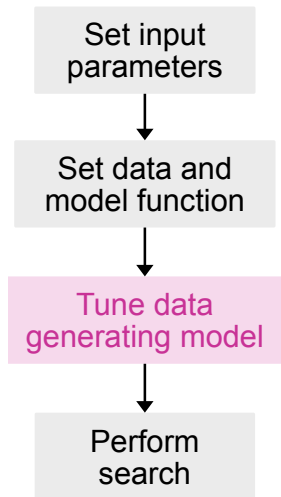 Set input
parameters
Set data and
model function
Tune data
generating model
Perform
search